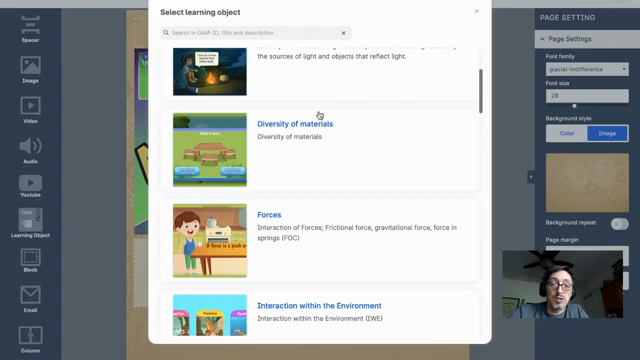 Select learning object
×
Search in OAM-ID, title and description
×
the sources of light and objects that reflect light.
Diversity of materials
Diversity of materials
Forces
Interaction of Forces; Frictional force, gravitational force, force in
springs (FOC)
A force is a push or
Interaction within the Environment
Interaction within the Environment (IWE)
Spacer
Image
Video
Audio
Youtube
Learning Object
Block
Email
Column
PAGE SETTING
Page Settings
Font family
glacial-indifference
Font size
20
Background style
Color
Image
Background repeat
Page margin